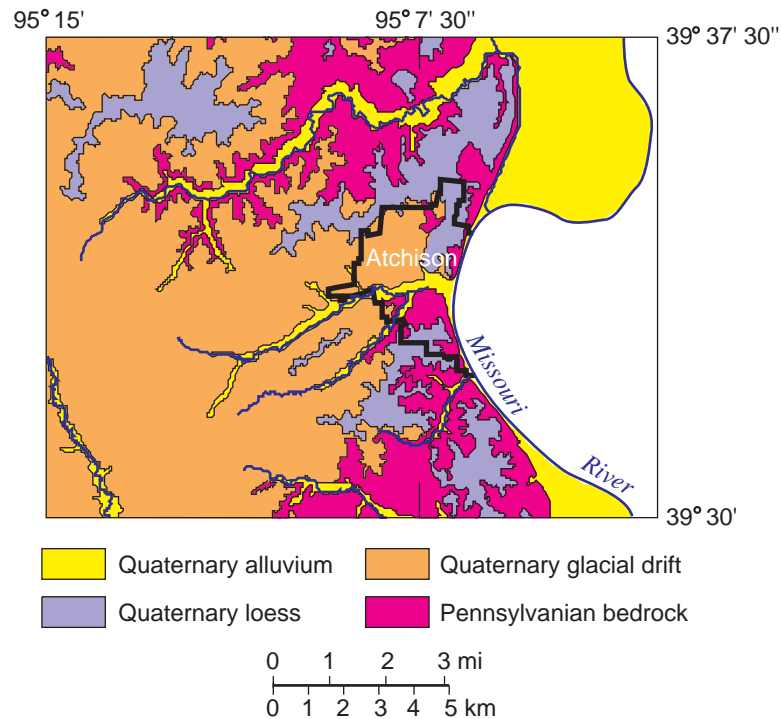 95° 15'
95° 7' 30"
39° 37' 30"
Atchison
Missouri
River
39° 30'
Quaternary alluvium
Quaternary glacial drift
Quaternary loess
Pennsylvanian bedrock
0 1 2 3 mi
0 1 2 3 4 5 km